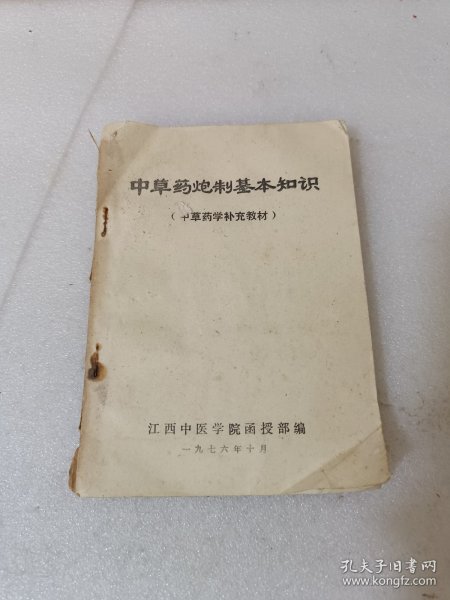 中草药炮制基本知识
(中草药学补充教材)
江西中医学院函授部编
一九七六年十月
孔夫子旧书网
www.kongfz.com